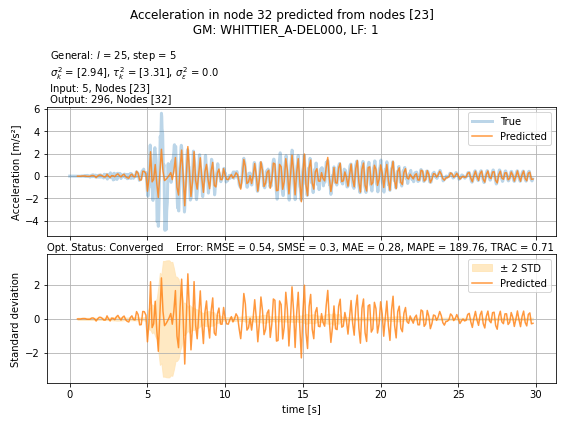 Acceleration in node 32 predicted from nodes [23]
GM: WHITTIER_A-DEL000, LF: 1
General: l = 25, step = 5
σ²ₖ = [2.94], τ²ₖ = [3.31], σ²ε = 0.0
Input: 5, Nodes [23]
Output: 296, Nodes [32]
Acceleration [m/s²]
6
4
2
0
−2
−4
True
Predicted
Opt. Status: Converged Error: RMSE = 0.54, SMSE = 0.3, MAE = 0.28, MAPE = 189.76, TRAC = 0.71
Standard deviation
2
0
−2
± 2 STD
Predicted
0 5 10 15 20 25 30
time [s]